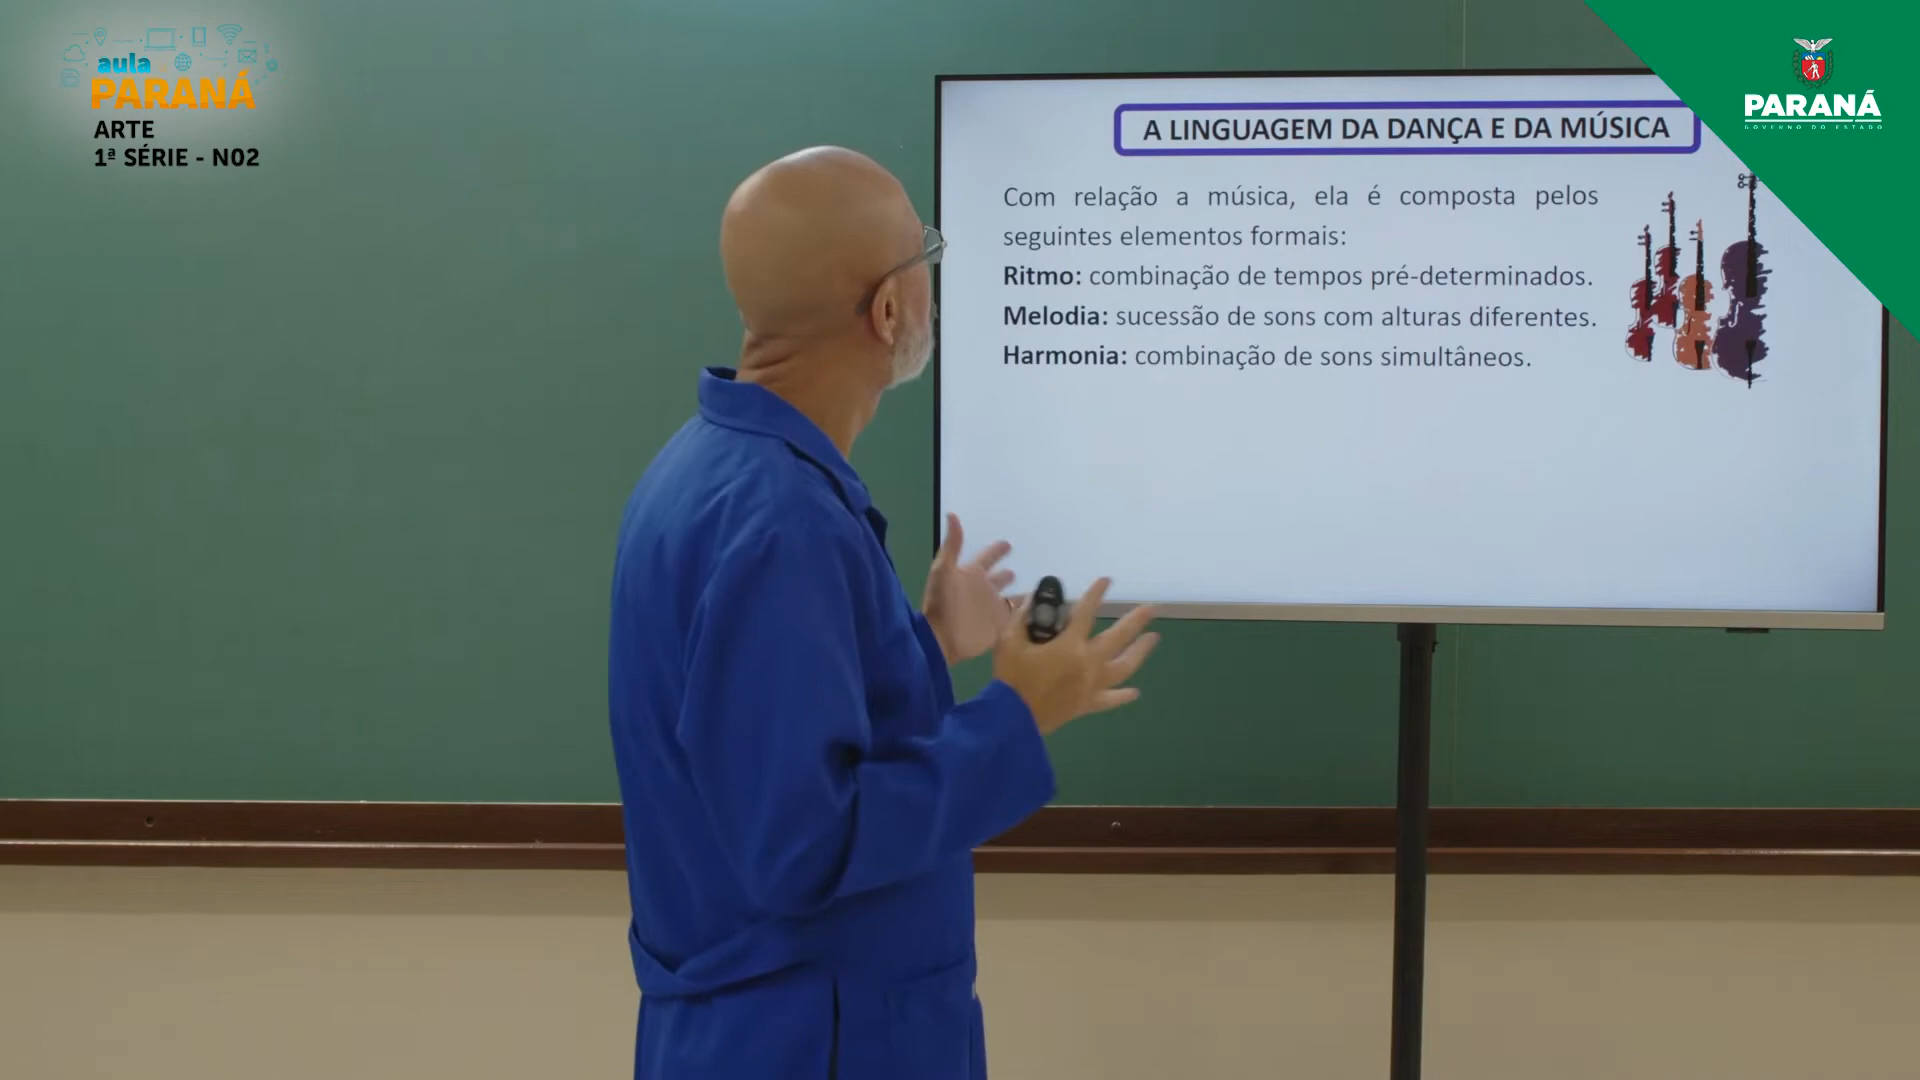 aula
PARANÁ
ARTE
1ª SÉRIE - N02
PARANÁ
GOVERNO DO ESTADO
A LINGUAGEM DA DANÇA E DA MÚSICA
Com relação a música, ela é composta pelos
seguintes elementos formais:
Ritmo: combinação de tempos pré-determinados.
Melodia: sucessão de sons com alturas diferentes.
Harmonia: combinação de sons simultâneos.